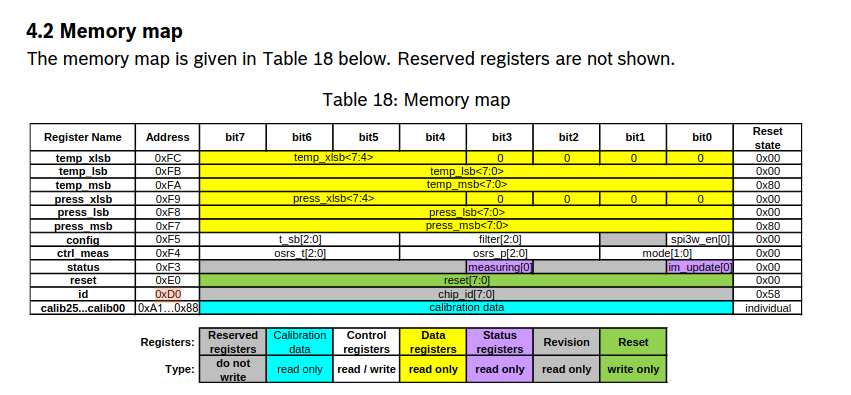 4.2 Memory map
The memory map is given in Table 18 below. Reserved registers are not shown.
Table 18: Memory map
Register Name Address bit7 bit6 bit5 bit4 bit3 bit2 bit1 bit0 Reset state
temp_xlsb 0xFC temp_xlsb<7:4> 0 0 0 0 0x00
temp_lsb 0xFB temp_lsb<7:0> 0x00
temp_msb 0xFA temp_msb<7:0> 0x80
press_xlsb 0xF9 press_xlsb<7:4> 0 0 0 0 0x00
press_lsb 0xF8 press_lsb<7:0> 0x00
press_msb 0xF7 press_msb<7:0> 0x80
config 0xF5 t_sb[2:0] filter[2:0] spi3w_en[0] 0x00
ctrl_meas 0xF4 osrs_t[2:0] osrs_p[2:0] mode[1:0] 0x00
status 0xF3 measuring[0] im_update[0] 0x00
reset 0xE0 reset[7:0] 0x00
id 0xD0 chip_id[7:0] 0x58
calib25...calib00 0xA1...0x88 calibration data individual
Registers: Reserved registers Calibration data Control registers Data registers Status registers Revision Reset
Type: do not write read only read / write read only read only read only write only